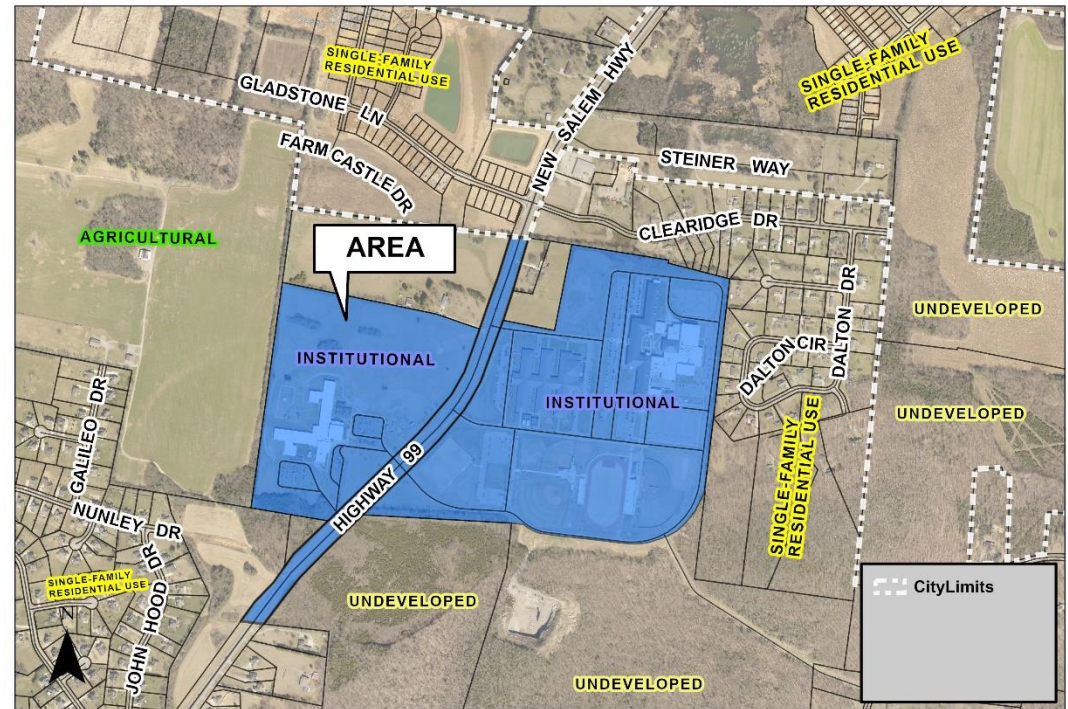 SINGLE-FAMILY
RESIDENTIAL USE
SINGLE-FAMILY
RESIDENTIAL USE
NEW SALEM HWY
GLADSTONE LN
FARM CASTLE DR
STEINER WAY
CLEARIDGE DR
AGRICULTURAL
AREA
DALTON DR
UNDEVELOPED
INSTITUTIONAL
DALTON CIR
GALILEO DR
INSTITUTIONAL
UNDEVELOPED
SINGLE-FAMILY
RESIDENTIAL USE
HIGHWAY 99
NUNLEY DR
JOHN HOOD DR
SINGLE-FAMILY
RESIDENTIAL USE
UNDEVELOPED
CityLimits
N
UNDEVELOPED